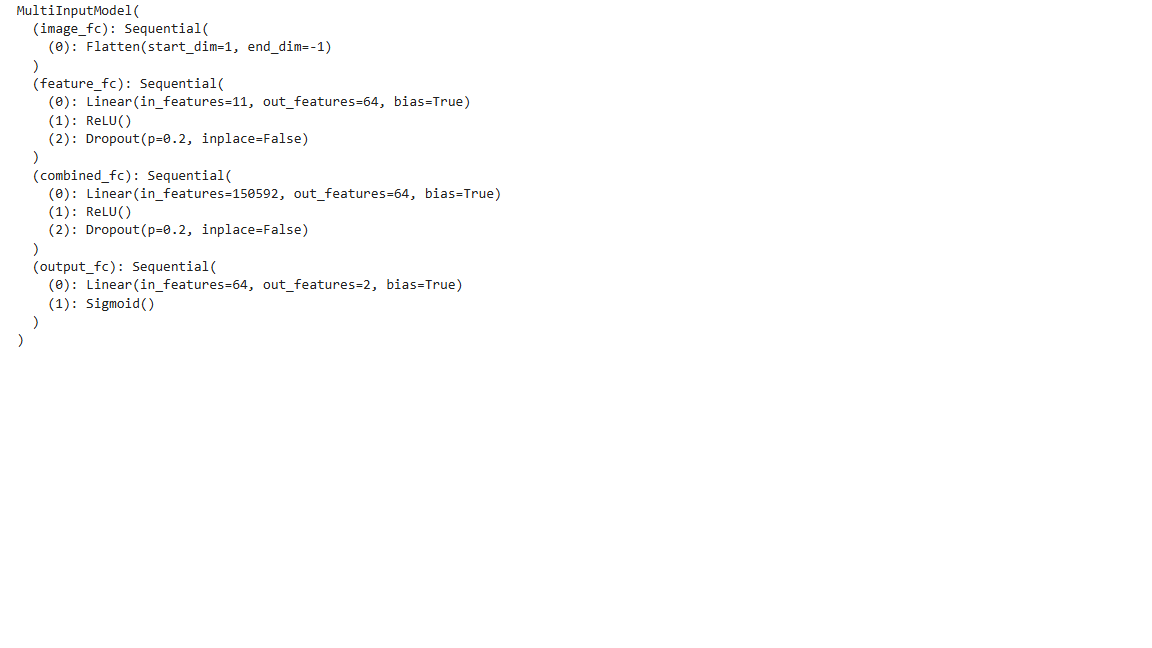 MultiInputModel(
  (image_fc): Sequential(
    (0): Flatten(start_dim=1, end_dim=-1)
  )
  (feature_fc): Sequential(
    (0): Linear(in_features=11, out_features=64, bias=True)
    (1): ReLU()
    (2): Dropout(p=0.2, inplace=False)
  )
  (combined_fc): Sequential(
    (0): Linear(in_features=150592, out_features=64, bias=True)
    (1): ReLU()
    (2): Dropout(p=0.2, inplace=False)
  )
  (output_fc): Sequential(
    (0): Linear(in_features=64, out_features=2, bias=True)
    (1): Sigmoid()
  )
)